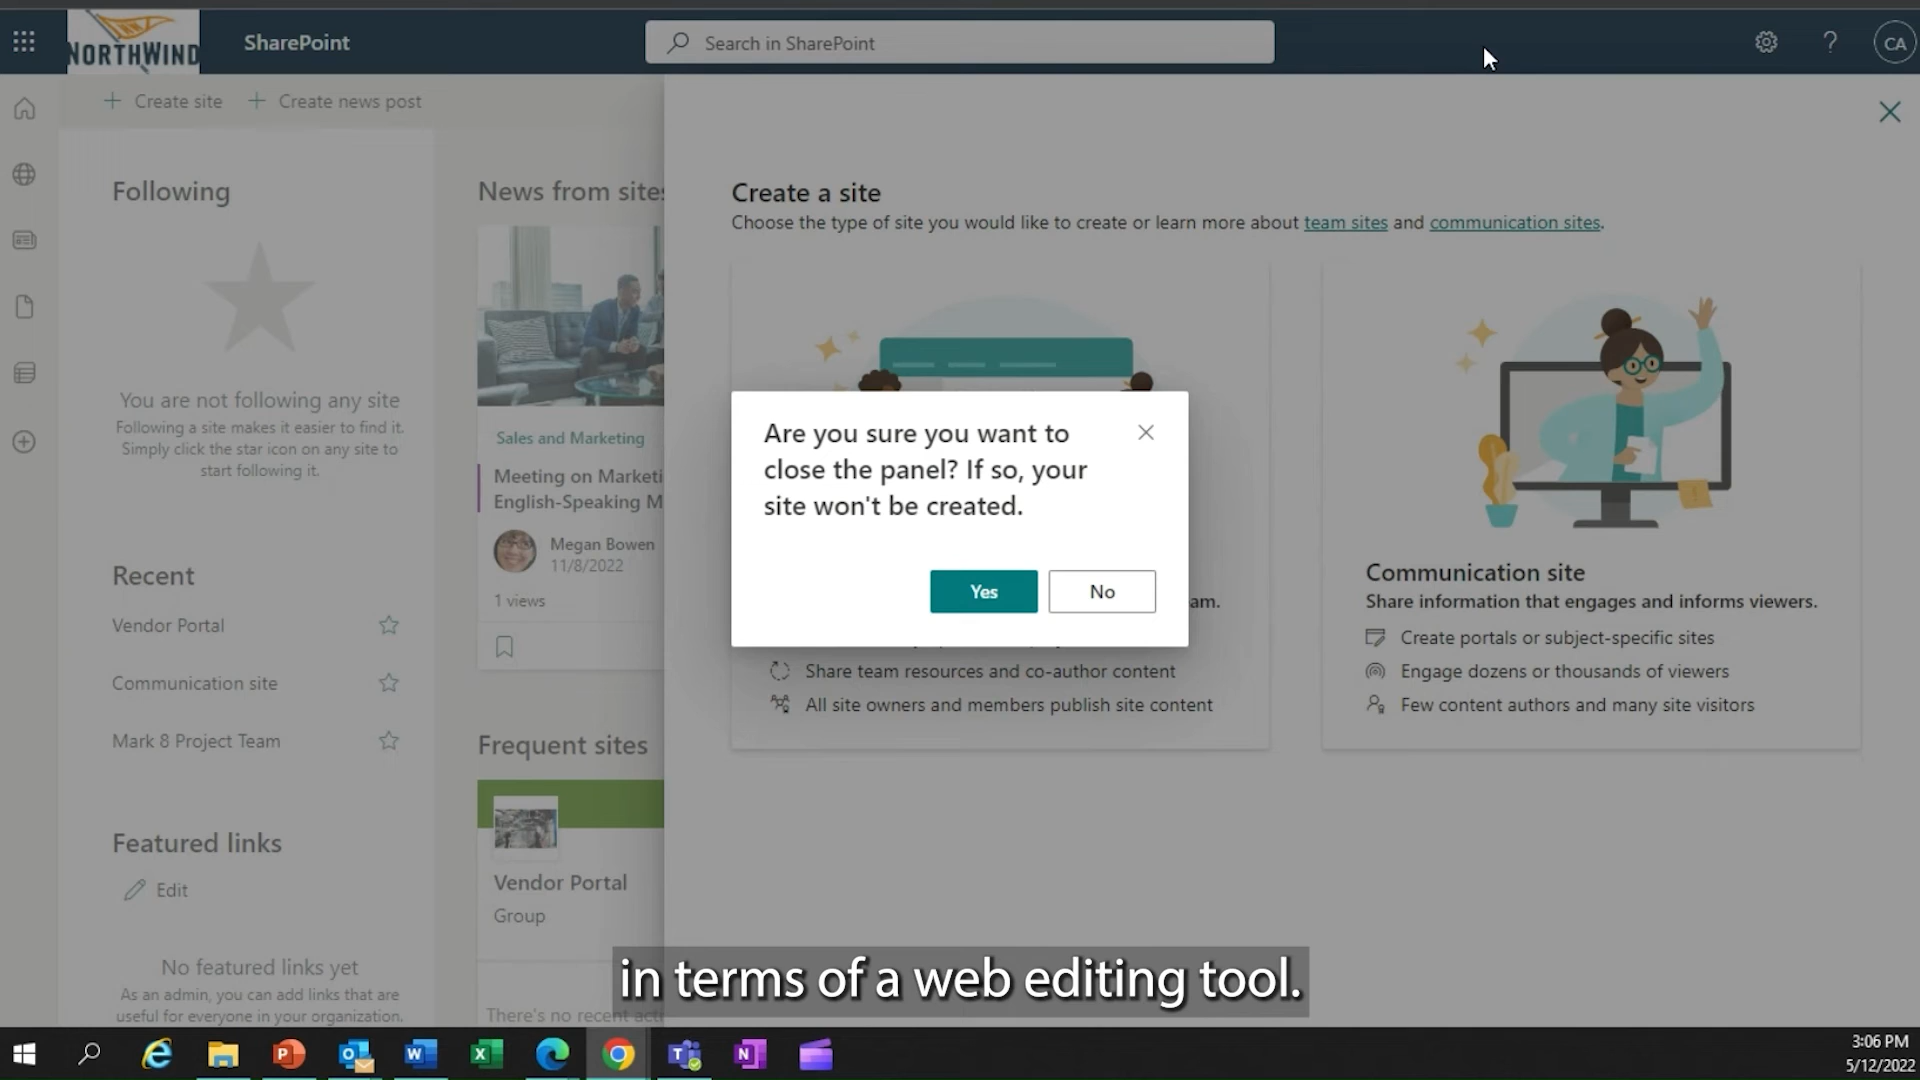 NORTHWIND
SharePoint
Search in SharePoint
CA
Create site
Create news post
Following
You are not following any site
Following a site makes it easier to find it.
Simply click the star icon on any site to
start following it.
Recent
Vendor Portal
Communication site
Mark 8 Project Team
Featured links
Edit
No featured links yet
As an admin, you can add links that are
useful for everyone in your organization.
News from sites
Sales and Marketing
Meeting on Marketi
English-Speaking M
Megan Bowen
11/8/2022
1 views
Frequent sites
Vendor Portal
Group
There's no recent acti
Create a site
Choose the type of site you would like to create or learn more about team sites and communication sites.
Are you sure you want to
close the panel? If so, your
site won't be created.
Yes
No
am.
Share team resources and co-author content
All site owners and members publish site content
Communication site
Share information that engages and informs viewers.
Create portals or subject-specific sites
Engage dozens or thousands of viewers
Few content authors and many site visitors
in terms of a web editing tool.
3:06 PM
5/12/2022